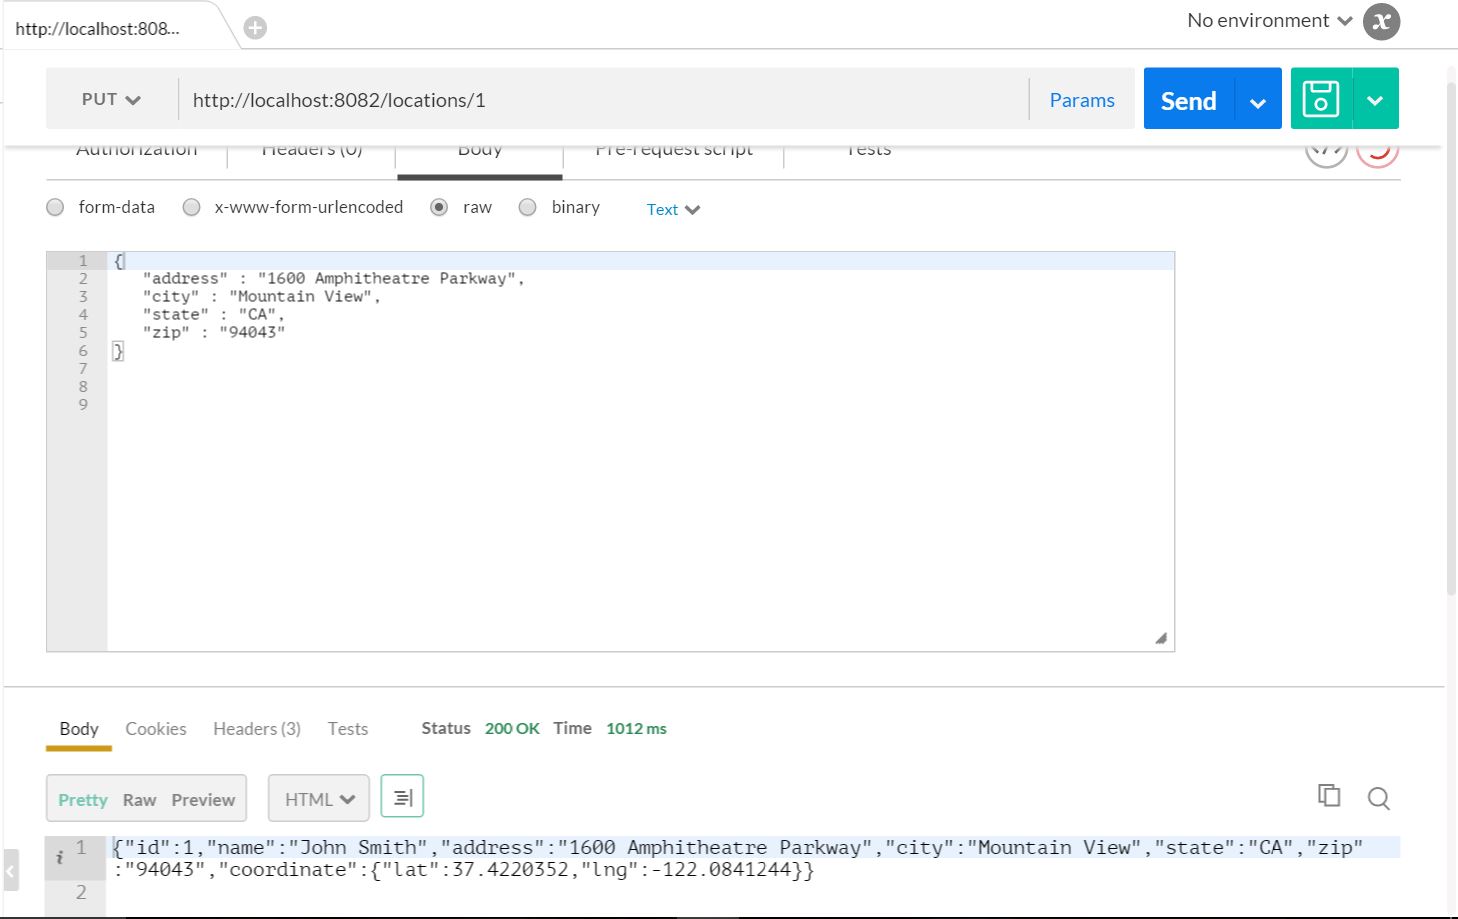 http://localhost:808...
No environment
PUT
http://localhost:8082/locations/1
Params
Send
Authorization
Headers (0)
Body
Pre-request script
Tests
form-data
x-www-form-urlencoded
raw
binary
Text
1 {
2 "address" : "1600 Amphitheatre Parkway",
3 "city" : "Mountain View",
4 "state" : "CA",
5 "zip" : "94043"
6 }
7
8
9
Body
Cookies
Headers (3)
Tests
Status 200 OK Time 1012 ms
Pretty Raw Preview
HTML
i 1 {"id":1,"name":"John Smith","address":"1600 Amphitheatre Parkway","city":"Mountain View","state":"CA","zip"
:"94043","coordinate":{"lat":37.4220352,"lng":-122.0841244}}
2